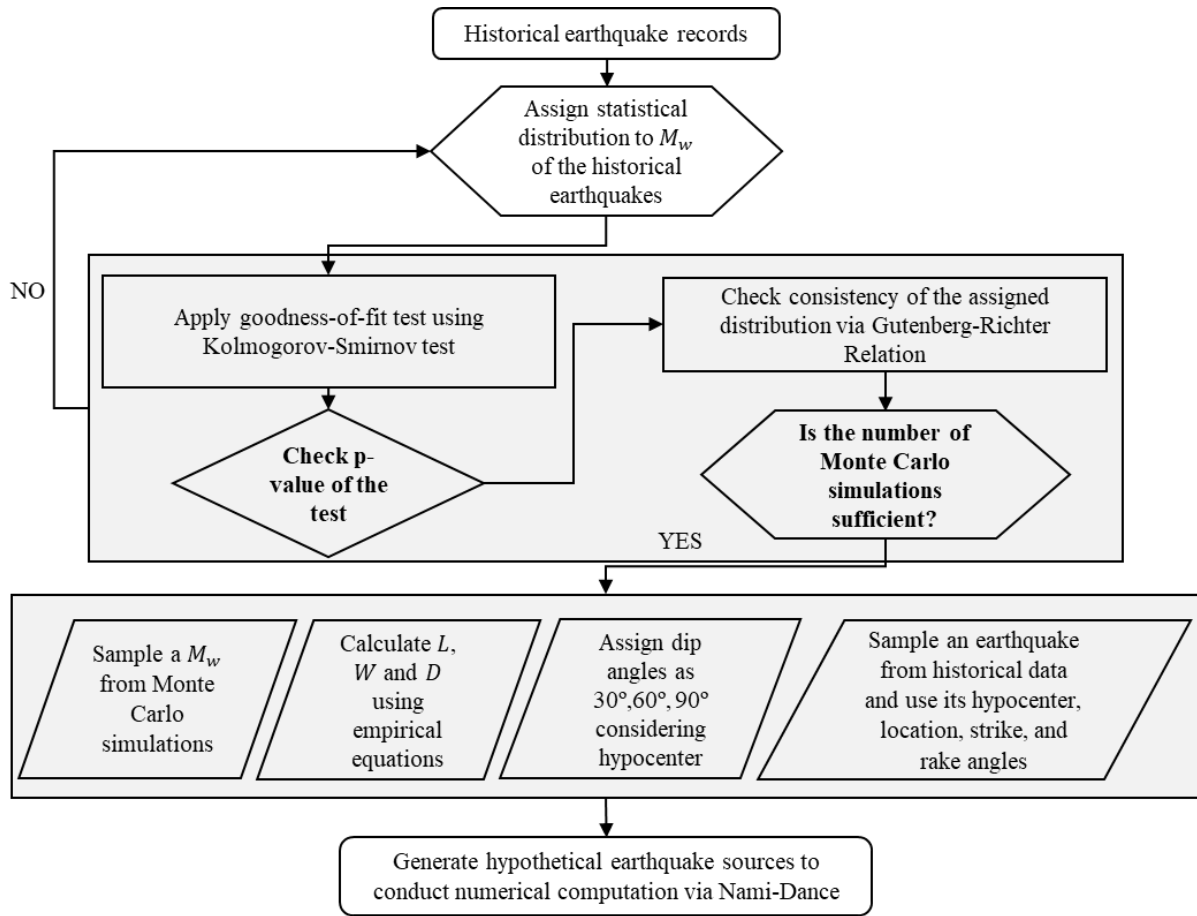 Historical earthquake records
Assign statistical
distribution to M_w
of the historical
earthquakes
NO
Apply goodness-of-fit test using
Kolmogorov-Smirnov test
Check consistency of the assigned
distribution via Gutenberg-Richter
Relation
Check p-
value of the
test
Is the number of
Monte Carlo
simulations
sufficient?
YES
Sample a M_w
from Monte
Carlo
simulations
Calculate L,
W and D
using
empirical
equations
Assign dip
angles as
30°,60°,90°
considering
hypocenter
Sample an earthquake
from historical data
and use its hypocenter,
location, strike, and
rake angles
Generate hypothetical earthquake sources to
conduct numerical computation via Nami-Dance